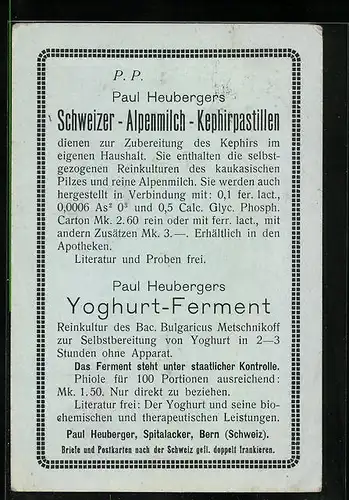 P. P.
Paul Heubergers
Schweizer - Alpenmilch - Kephirpastillen
dienen zur Zubereitung des Kephirs im
eigenen Haushalt. Sie enthalten die selbst-
gezogenen Reinkulturen des kaukasischen
Pilzes und reine Alpenmilch. Sie werden auch
hergestellt in Verbindung mit: 0,1 fer. lact.,
0,0006 As² 0³ und 0,5 Calc. Glyc. Phosph.
Carton Mk. 2.60 rein oder mit ferr. lact., mit
andern Zusätzen Mk. 3.—. Erhältlich in den
Apotheken.
Literatur und Proben frei.
Paul Heubergers
Yoghurt-Ferment
Reinkultur des Bac. Bulgaricus Metschnikoff
zur Selbstbereitung von Yoghurt in 2—3
Stunden ohne Apparat.
Das Ferment steht unter staatlicher Kontrolle.
Phiole für 100 Portionen ausreichend:
Mk. 1.50. Nur direkt zu beziehen.
Literatur frei: Der Yoghurt und seine bio-
chemischen und therapeutischen Leistungen.
Paul Heuberger, Spitalacker, Bern (Schweiz).
Briefe und Postkarten nach der Schweiz gefl. doppelt frankieren.